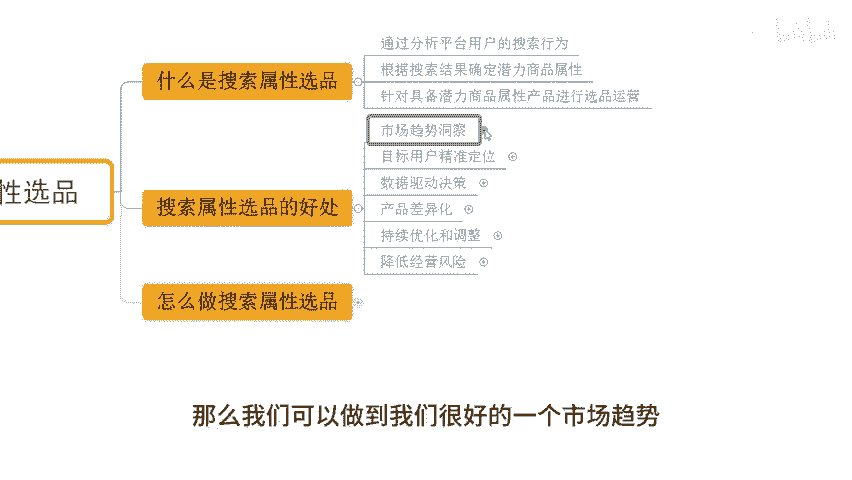 什么是搜索属性选品
通过分析平台用户的搜索行为
根据搜索结果确定潜力商品属性
针对具备潜力商品属性产品进行选品运营
性选品
搜索属性选品的好处
市场趋势洞察
目标用户精准定位
数据驱动决策
产品差异化
持续优化和调整
降低经营风险
怎么做搜索属性选品
那么我们可以做到我们很好的一个市场趋势